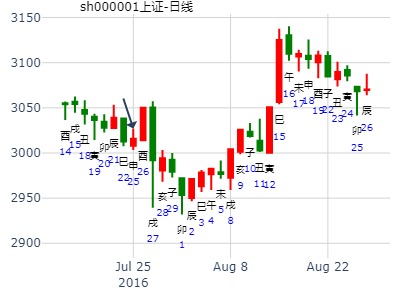 sh000001上证-日线
3150
3100
3050
3000
2950
2900
酉
14
戌
15
丑
18
寅
19
卯
20
辰
21
巳
22
申
25
酉
26
戌
27
亥
28
子
29
卯
1
辰
2
巳
3
午
4
未
5
戌
8
亥
9
子
10
丑
11
寅
12
巳
15
午
16
未
17
申
18
酉
19
子
22
丑
23
寅
24
卯
25
辰
26
Jul 25
2016
Aug 8
Aug 22